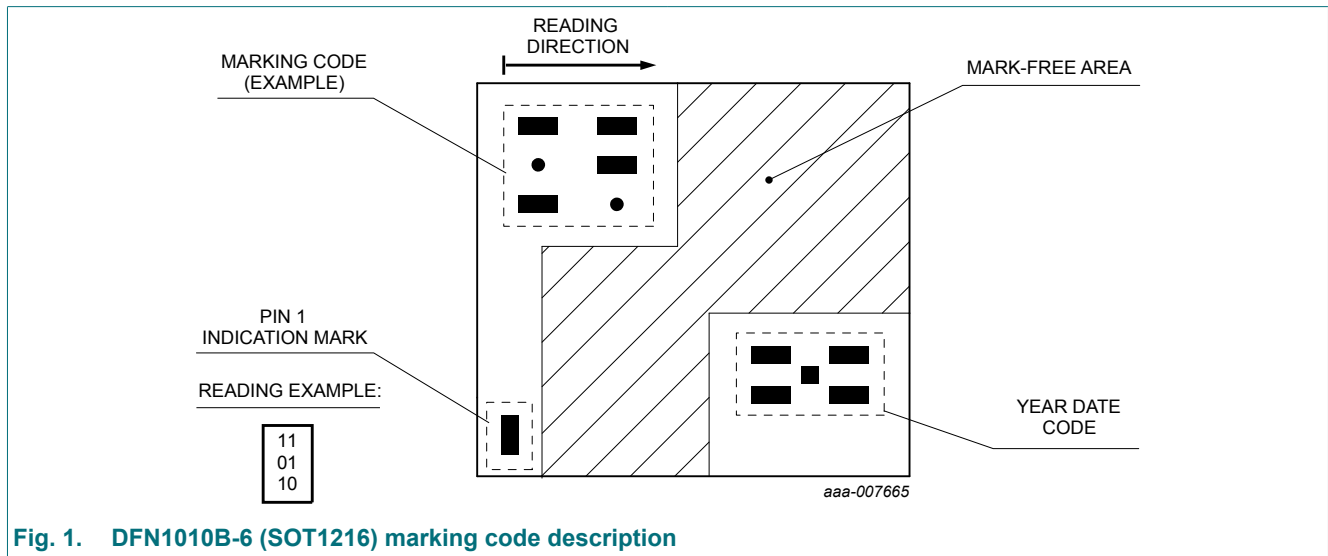 READING
DIRECTION
MARKING CODE
(EXAMPLE)
MARK-FREE AREA
PIN 1
INDICATION MARK
READING EXAMPLE:
11
01
10
YEAR DATE
CODE
aaa-007665
Fig. 1. DFN1010B-6 (SOT1216) marking code description